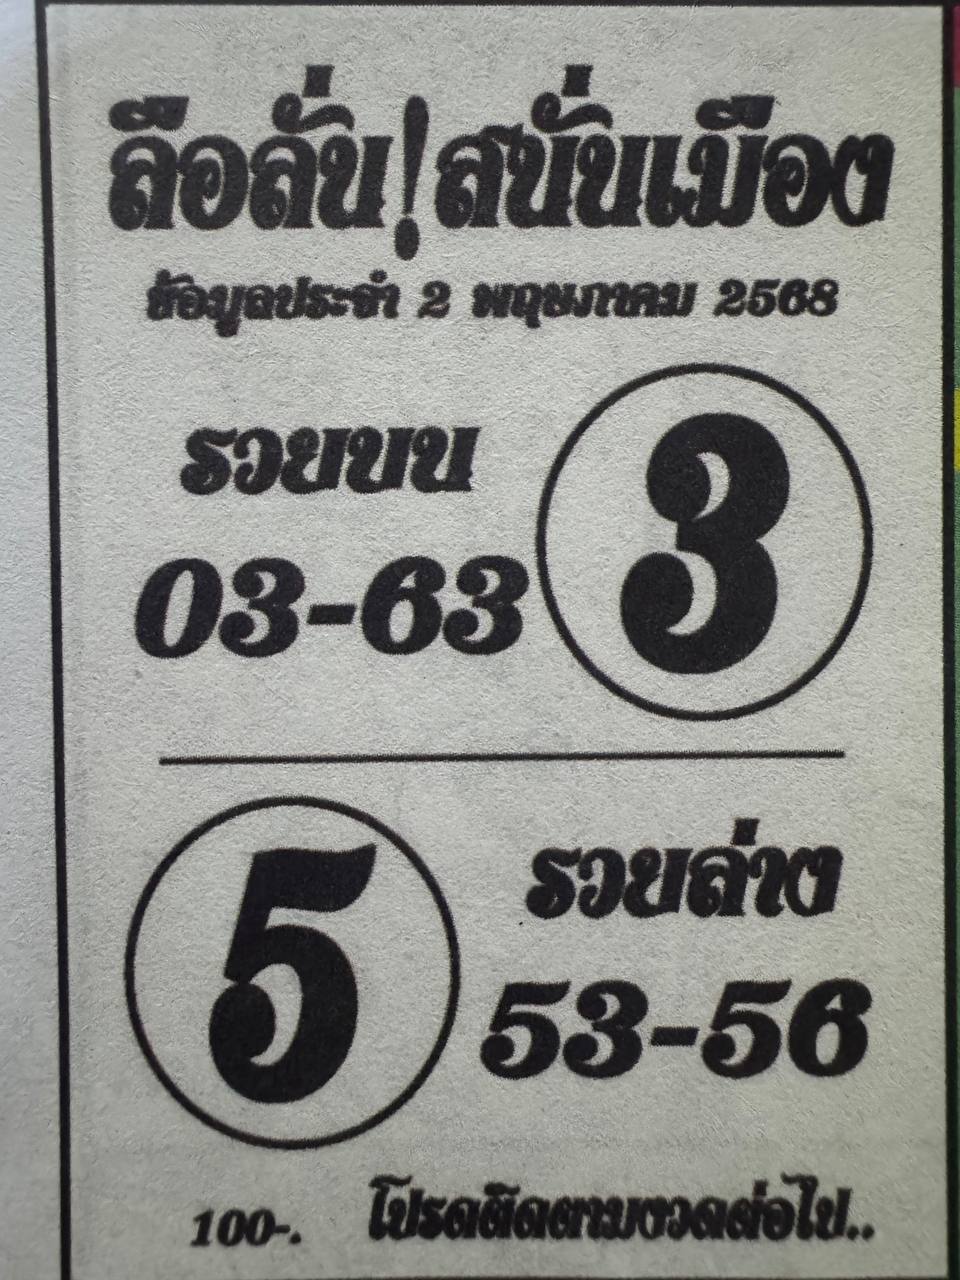 ลือลั่น!สนั่นเมือง
ข้อมูลประจำ 2 พฤษภาคม 2568
รวยบน
03-63
3
5
รวยล่าง
53-56
100-. โปรดติดตามงวดต่อไป..